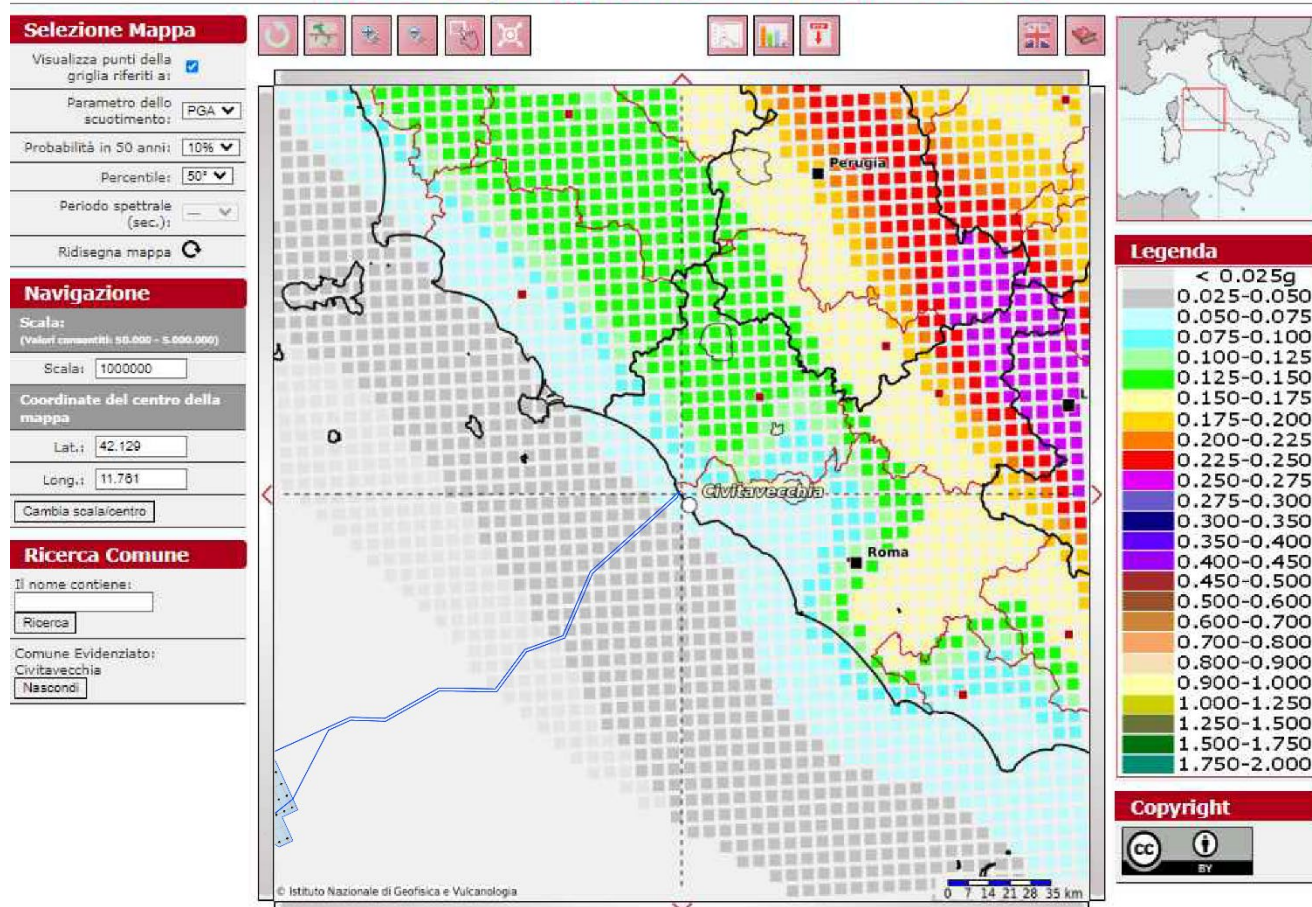 Selezione Mappa
Visualizza punti della
griglia riferiti a:
Parametro dello
scuotimento:
PGA
Probabilità in 50 anni:
10%
Percentile:
50°
Periodo spettrale
(sec.):
---
Ridisegna mappa
Navigazione
Scala:
(Valori consentiti: 50.000 - 5.000.000)
Scala:
1000000
Coordinate del centro della
mappa
Lat.:
42.129
Long.:
11.761
Cambia scala/centro
Ricerca Comune
Il nome contiene:
Ricerca
Comune Evidenziato:
Civitavecchia
Nascondi
Perugia
L
Civitavecchia
Roma
© Istituto Nazionale di Geofisica e Vulcanologia
0 7 14 21 28 35 km
Legenda
< 0.025g
0.025-0.050
0.050-0.075
0.075-0.100
0.100-0.125
0.125-0.150
0.150-0.175
0.175-0.200
0.200-0.225
0.225-0.250
0.250-0.275
0.275-0.300
0.300-0.350
0.350-0.400
0.400-0.450
0.450-0.500
0.500-0.600
0.600-0.700
0.700-0.800
0.800-0.900
0.900-1.000
1.000-1.250
1.250-1.500
1.500-1.750
1.750-2.000
Copyright
cc
BY